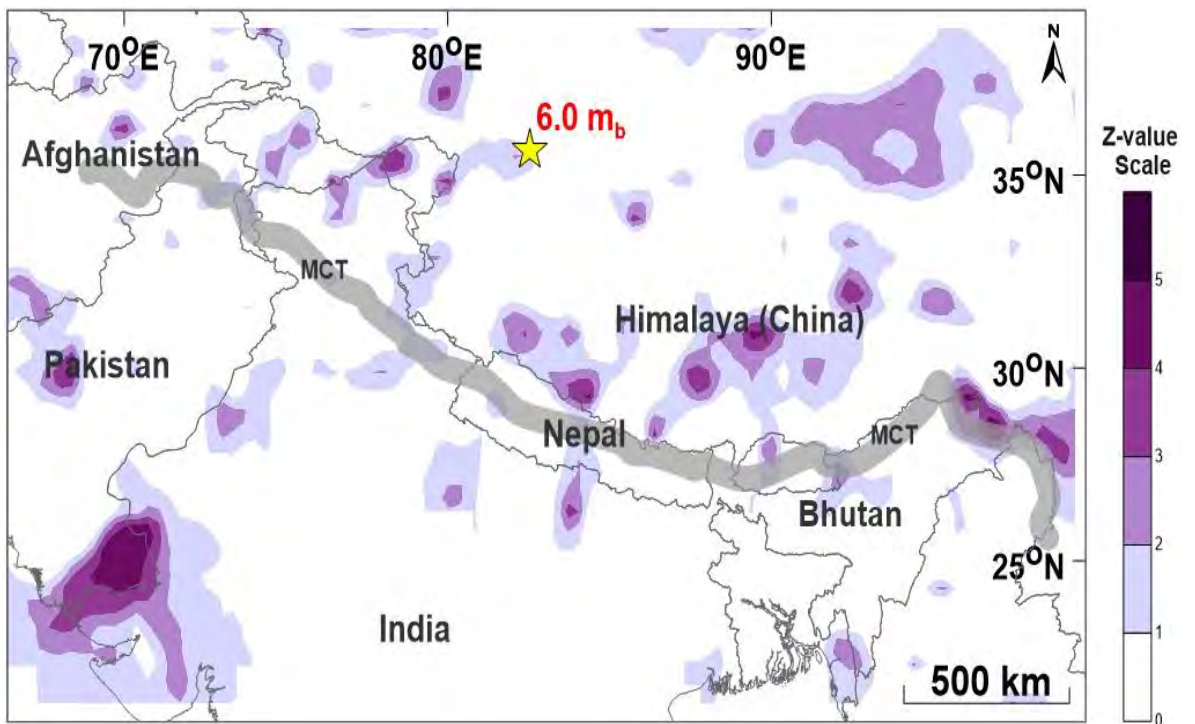 70°E
80°E
90°E
N
6.0 m_b
Z-value
Scale
Afghanistan
35°N
MCT
5
Himalaya (China)
Pakistan
30°N
4
Nepal
MCT
3
Bhutan
2
25°N
India
1
500 km
0